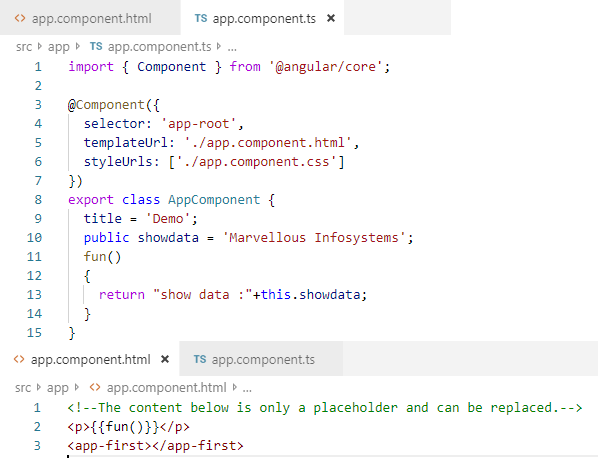 <> app.component.html TS app.component.ts ×
src app TS app.component.ts ...
1 import { Component } from '@angular/core';
2
3 @Component({
4 selector: 'app-root',
5 templateUrl: './app.component.html',
6 styleUrls: ['./app.component.css']
7 })
8 export class AppComponent {
9 title = 'Demo';
10 public showdata = 'Marvellous Infosystems';
11 fun()
12 {
13 return "show data :"+this.showdata;
14 }
15 }
<> app.component.html × TS app.component.ts
src app <> app.component.html ...
1 <!--The content below is only a placeholder and can be replaced.-->
2 <p>{{fun()}}</p>
3 <app-first></app-first>